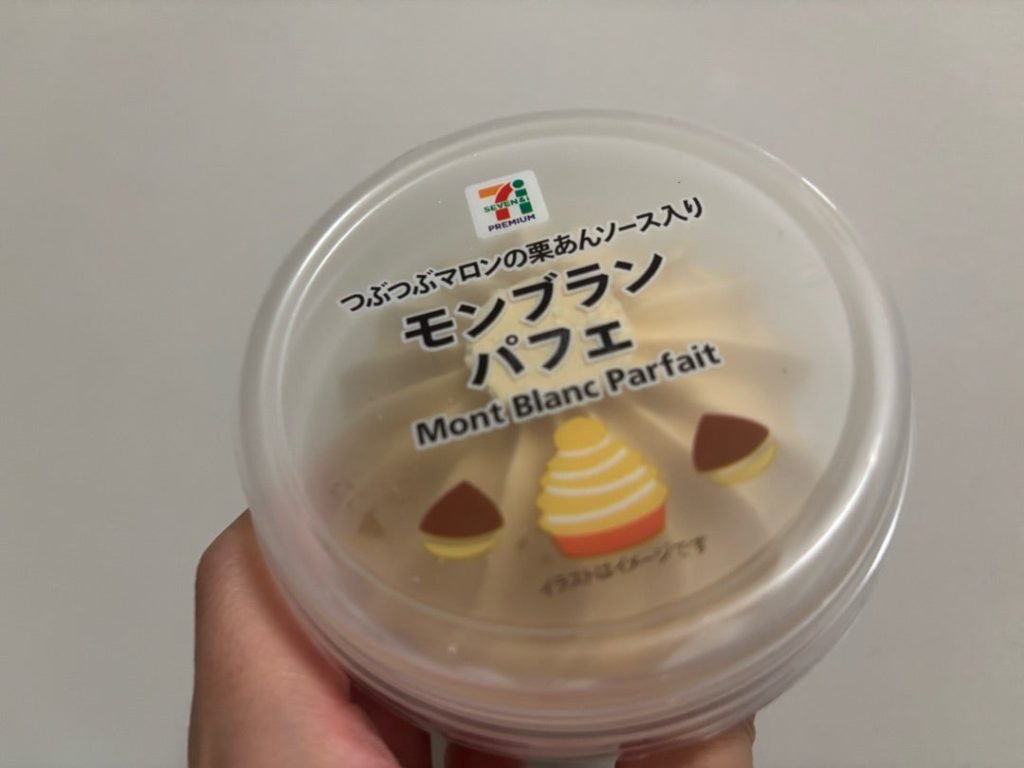 SEVEN&i
PREMIUM
つぶつぶマロンの栗あんソース入り
モンブラン
パフェ
Mont Blanc Parfait
イラストはイメージです